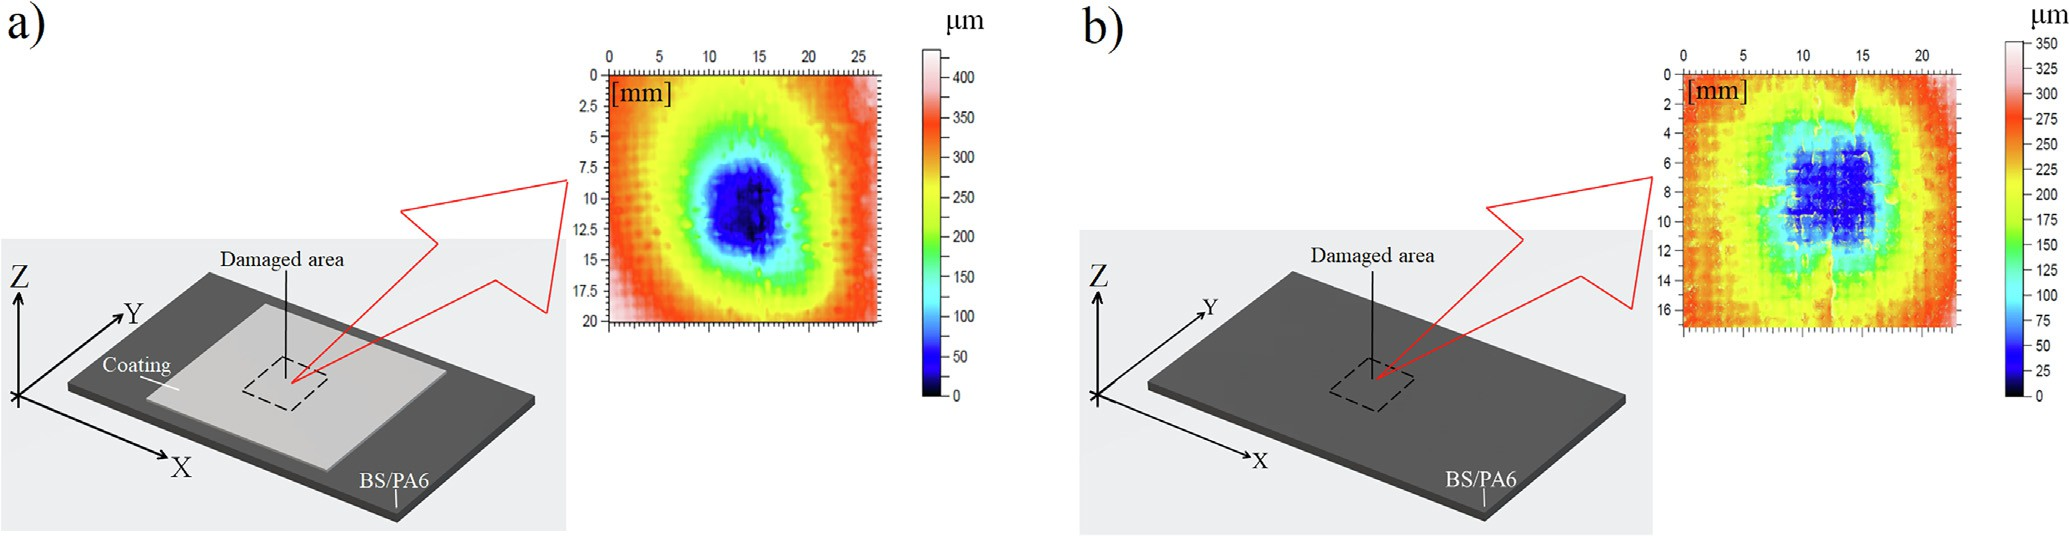 a)
μm
0 5 10 15 20 25
0
[mm]
2.5
5
7.5
10
12.5
15
17.5
20
400
350
300
250
200
150
100
50
0
Damaged area
Z
Y
Coating
X
BS/PA6
b)
μm
0 5 10 15 20
0
[mm]
2
4
6
8
10
12
14
16
350
325
300
275
250
225
200
175
150
125
100
75
50
25
0
Damaged area
Z
Y
X
BS/PA6